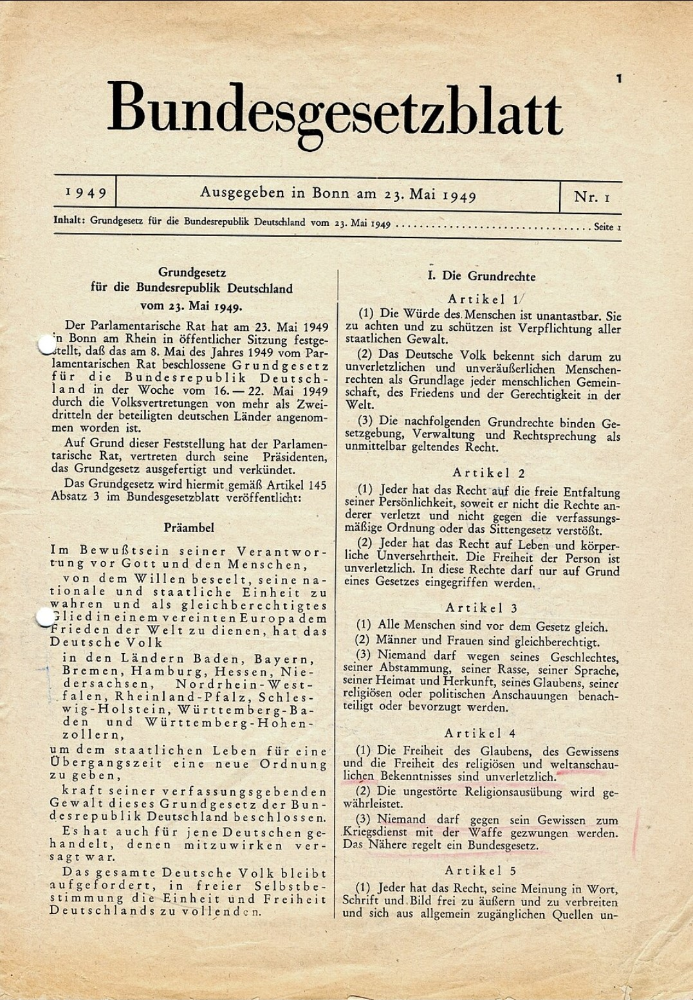 1
Bundesgesetzblatt
1949
Ausgegeben in Bonn am 23. Mai 1949
Nr. 1
Inhalt: Grundgesetz für die Bundesrepublik Deutschland vom 23. Mai 1949 ................................. Seite 1
Grundgesetz
für die Bundesrepublik Deutschland
vom 23. Mai 1949.
Der Parlamentarische Rat hat am 23. Mai 1949
in Bonn am Rhein in öffentlicher Sitzung festge-
stellt, daß das am 8. Mai des Jahres 1949 vom Par-
lamentarischen Rat beschlossene Grundgesetz
für die Bundesrepublik Deutsch-
land in der Woche vom 16. — 22. Mai 1949
durch die Volksvertretungen von mehr als Zwei-
dritteln der beteiligten deutschen Länder angenom-
men worden ist.
Auf Grund dieser Feststellung hat der Parlamen-
tarische Rat, vertreten durch seine Präsidenten,
das Grundgesetz ausgefertigt und verkündet.
Das Grundgesetz wird hiermit gemäß Artikel 145
Absatz 3 im Bundesgesetzblatt veröffentlicht:
Präambel
Im Bewußtsein seiner Verantwor-
tung vor Gott und den Menschen,
von dem Willen beseelt, seine na-
tionale und staatliche Einheit zu
wahren und als gleichberechtigtes
Glied in einem vereinten Europa dem
Frieden der Welt zu dienen, hat das
Deutsche Volk
in den Ländern Baden, Bayern,
Bremen, Hamburg, Hessen, Nie-
dersachsen, Nordrhein-West-
falen, Rheinland-Pfalz, Schles-
wig-Holstein, Württemberg-Ba-
den und Württemberg-Hohen-
zollern,
um dem staatlichen Leben für eine
Übergangszeit eine neue Ordnung
zu geben,
kraft seiner verfassungsgebenden
Gewalt dieses Grundgesetz der Bun-
desrepublik Deutschland beschlossen.
Es hat auch für jene Deutschen ge-
handelt, denen mitzuwirken ver-
sagt war.
Das gesamte Deutsche Volk bleibt
aufgefordert, in freier Selbstbe-
stimmung die Einheit und Freiheit
Deutschlands zu vollenden.
I. Die Grundrechte
Artikel 1
(1) Die Würde des Menschen ist unantastbar. Sie
zu achten und zu schützen ist Verpflichtung aller
staatlichen Gewalt.
(2) Das Deutsche Volk bekennt sich darum zu
unverletzlichen und unveräußerlichen Menschen-
rechten als Grundlage jeder menschlichen Gemein-
schaft, des Friedens und der Gerechtigkeit in der
Welt.
(3) Die nachfolgenden Grundrechte binden Ge-
setzgebung, Verwaltung und Rechtsprechung als
unmittelbar geltendes Recht.
Artikel 2
(1) Jeder hat das Recht auf die freie Entfaltung
seiner Persönlichkeit, soweit er nicht die Rechte an-
derer verletzt und nicht gegen die verfassungs-
mäßige Ordnung oder das Sittengesetz verstößt.
(2) Jeder hat das Recht auf Leben und körper-
liche Unversehrtheit. Die Freiheit der Person ist
unverletzlich. In diese Rechte darf nur auf Grund
eines Gesetzes eingegriffen werden.
Artikel 3
(1) Alle Menschen sind vor dem Gesetz gleich.
(2) Männer und Frauen sind gleichberechtigt.
(3) Niemand darf wegen seines Geschlechtes,
seiner Abstammung, seiner Rasse, seiner Sprache,
seiner Heimat und Herkunft, seines Glaubens, seiner
religiösen oder politischen Anschauungen benach-
teiligt oder bevorzugt werden.
Artikel 4
(1) Die Freiheit des Glaubens, des Gewissens
und die Freiheit des religiösen und weltanschau-
lichen Bekenntnisses sind unverletzlich.
(2) Die ungestörte Religionsausübung wird ge-
währleistet.
(3) Niemand darf gegen sein Gewissen zum
Kriegsdienst mit der Waffe gezwungen werden.
Das Nähere regelt ein Bundesgesetz.
Artikel 5
(1) Jeder hat das Recht, seine Meinung in Wort,
Schrift und Bild frei zu äußern und zu verbreiten
und sich aus allgemein zugänglichen Quellen un-